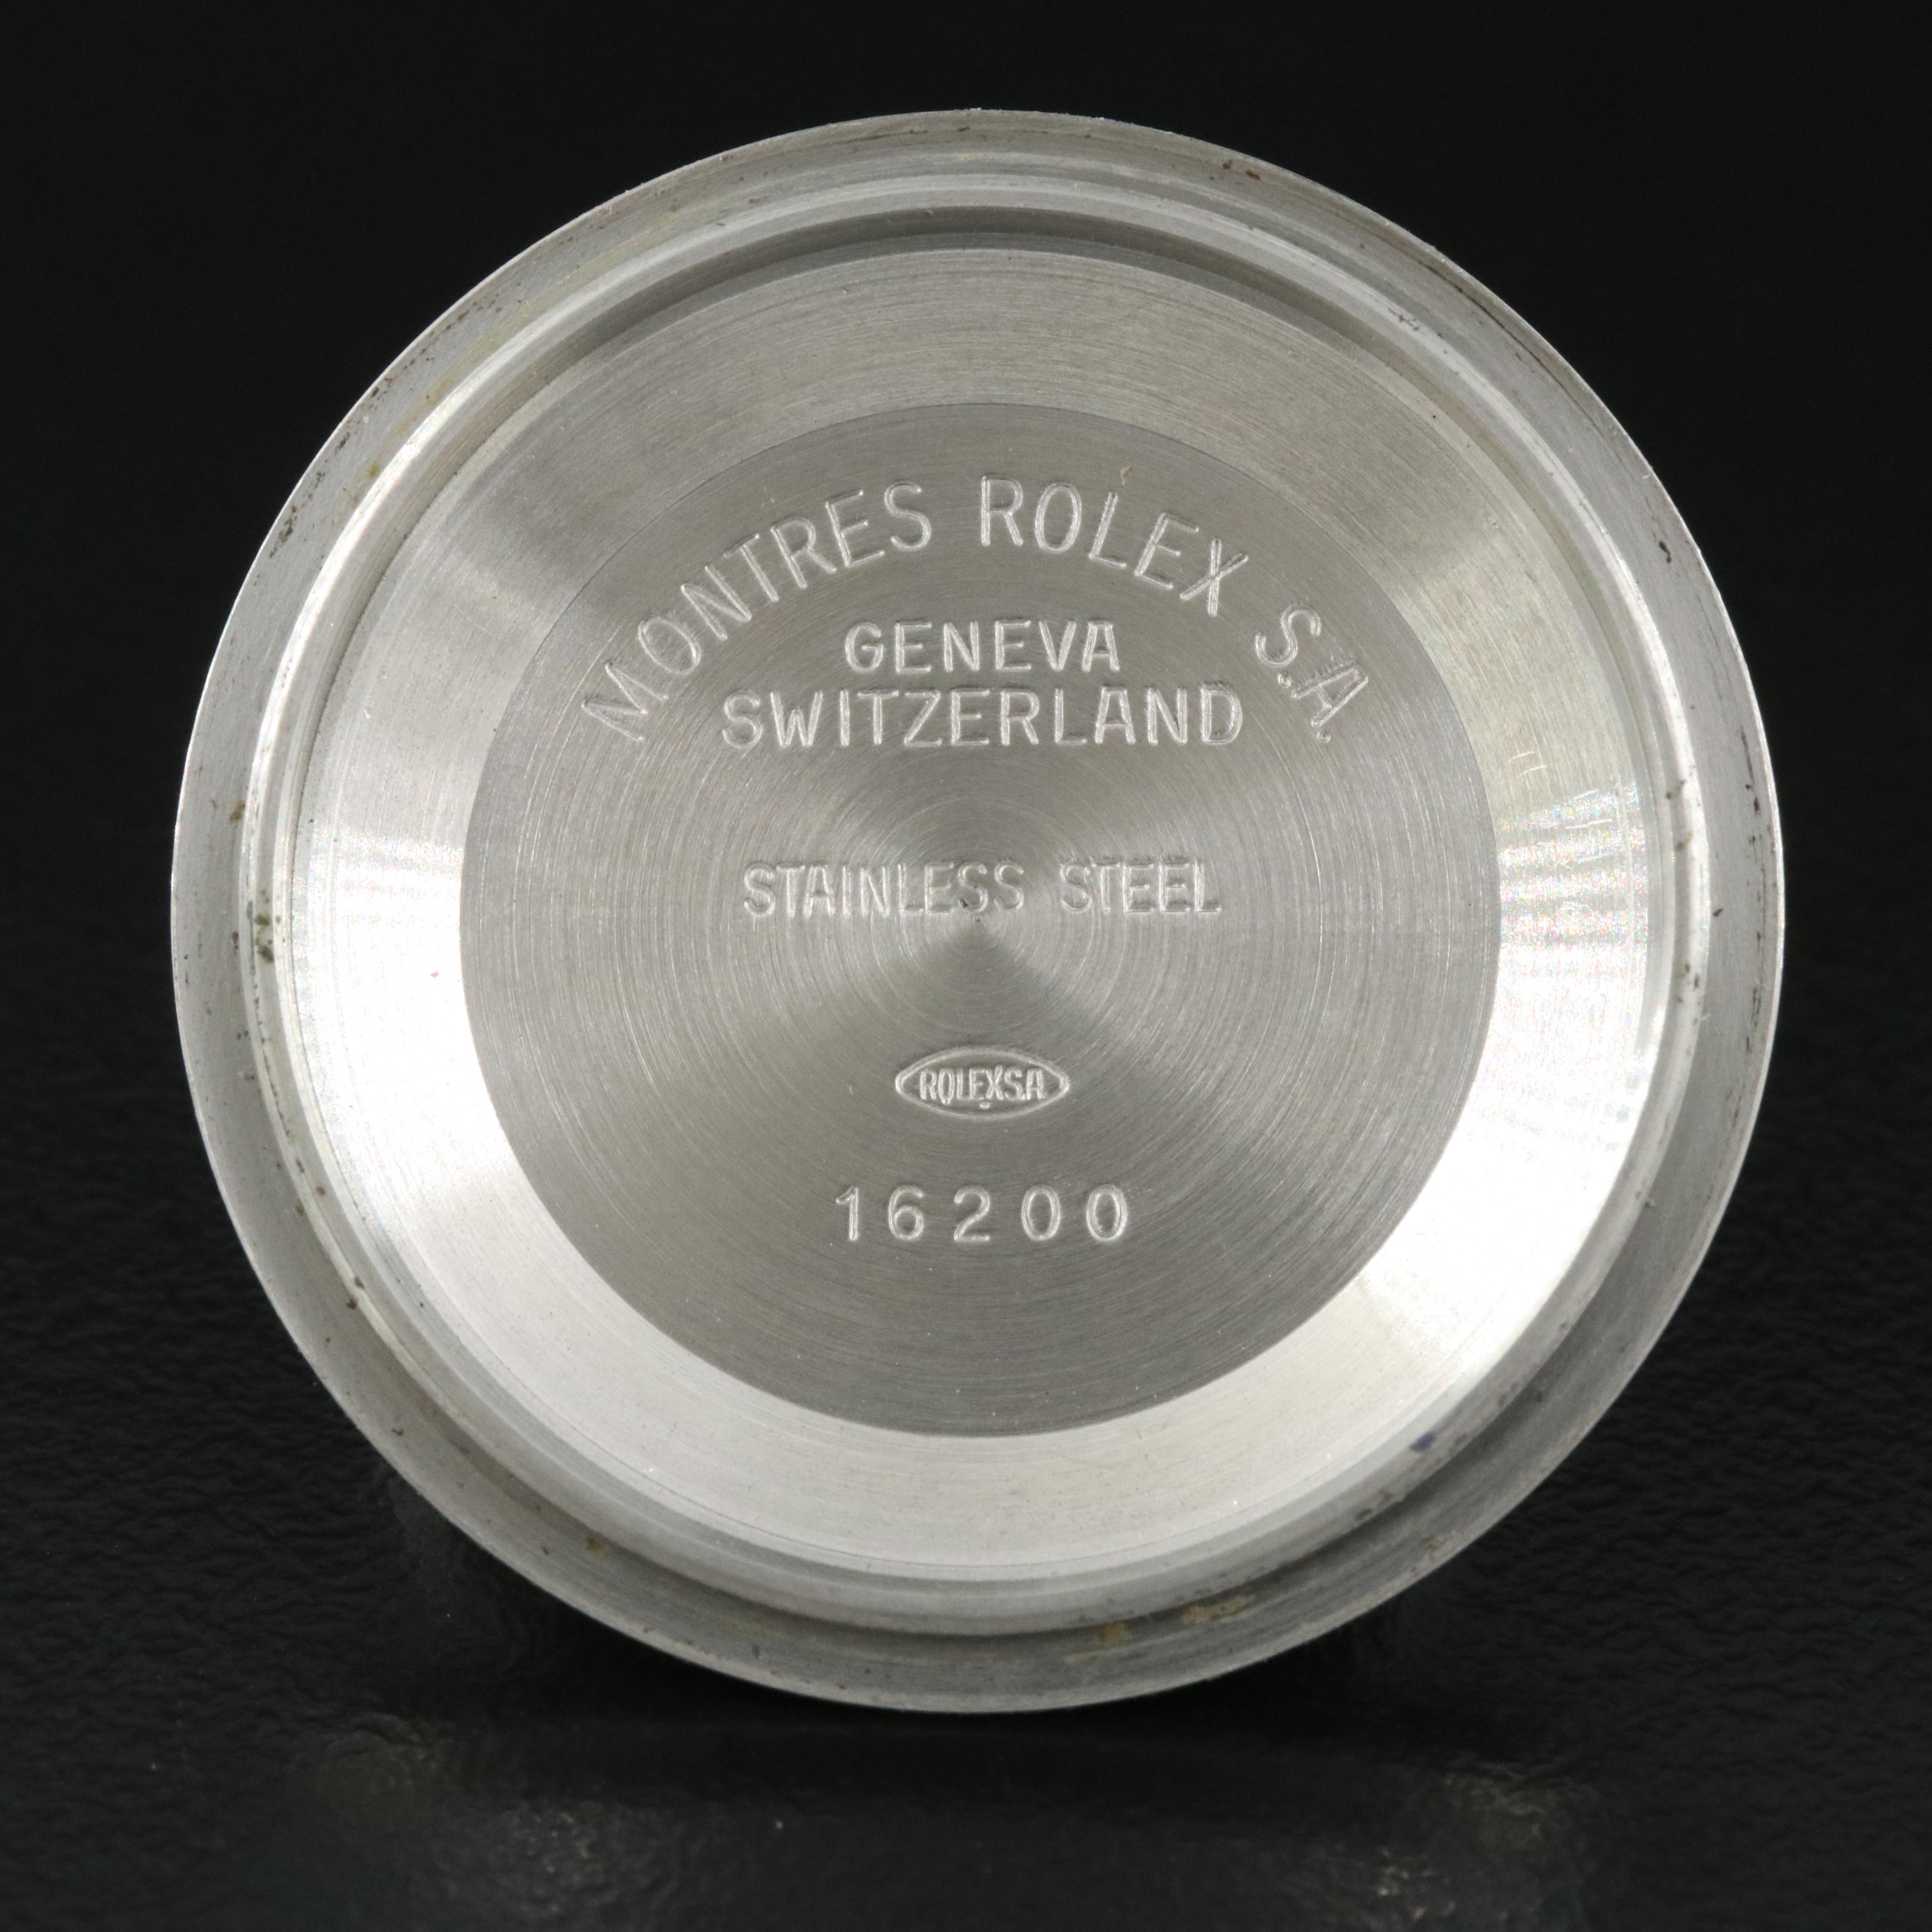 MONTRES ROLEX S.A.
GENEVA
SWITZERLAND
STAINLESS STEEL
ROLEX S.A
16200